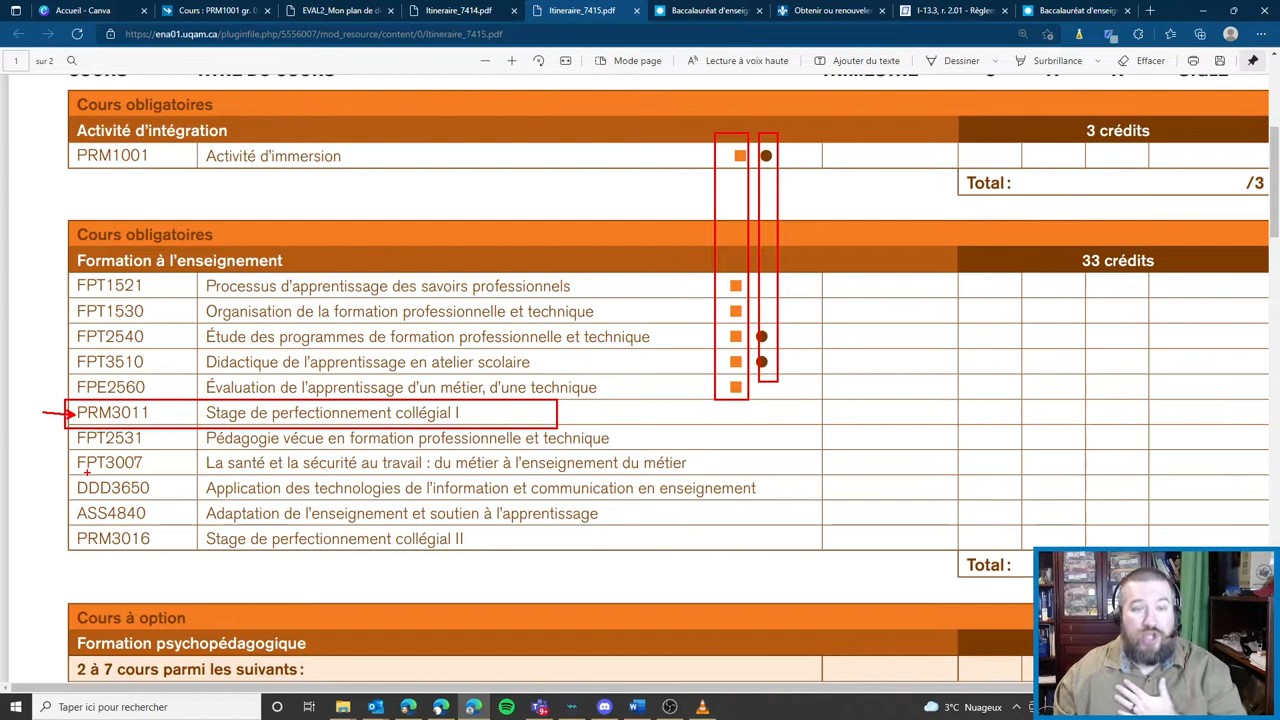 Accueil - Canva
Cours : PRM1001 gr. 0
EVAL2_Mon plan de d
Itineraire_7414.pdf
Itineraire_7415.pdf
Baccalauréat d'enseign
Obtenir ou renouveler
I-13.3, r. 2.01 - Règlem
Baccalauréat d'enseign
https://ena01.uqam.ca/pluginfile.php/5556007/mod_resource/content/0/Itineraire_7415.pdf
1 sur 2
Mode page
Lecture à voix haute
Ajouter du texte
Dessiner
Surbrillance
Effacer
COURS TITRE DU COURS TRIMESTRE
Cours obligatoires
Activité d'intégration 3 crédits
PRM1001 Activité d'immersion
Total : /3
Cours obligatoires
Formation à l'enseignement 33 crédits
FPT1521 Processus d'apprentissage des savoirs professionnels
FPT1530 Organisation de la formation professionnelle et technique
FPT2540 Étude des programmes de formation professionnelle et technique
FPT3510 Didactique de l'apprentissage en atelier scolaire
FPE2560 Évaluation de l'apprentissage d'un métier, d'une technique
PRM3011 Stage de perfectionnement collégial I
FPT2531 Pédagogie vécue en formation professionnelle et technique
FPT3007 La santé et la sécurité au travail : du métier à l'enseignement du métier
DDD3650 Application des technologies de l'information et communication en enseignement
ASS4840 Adaptation de l'enseignement et soutien à l'apprentissage
PRM3016 Stage de perfectionnement collégial II
Total :
Cours à option
Formation psychopédagogique
2 à 7 cours parmi les suivants :
Taper ici pour rechercher
3°C Nuageux